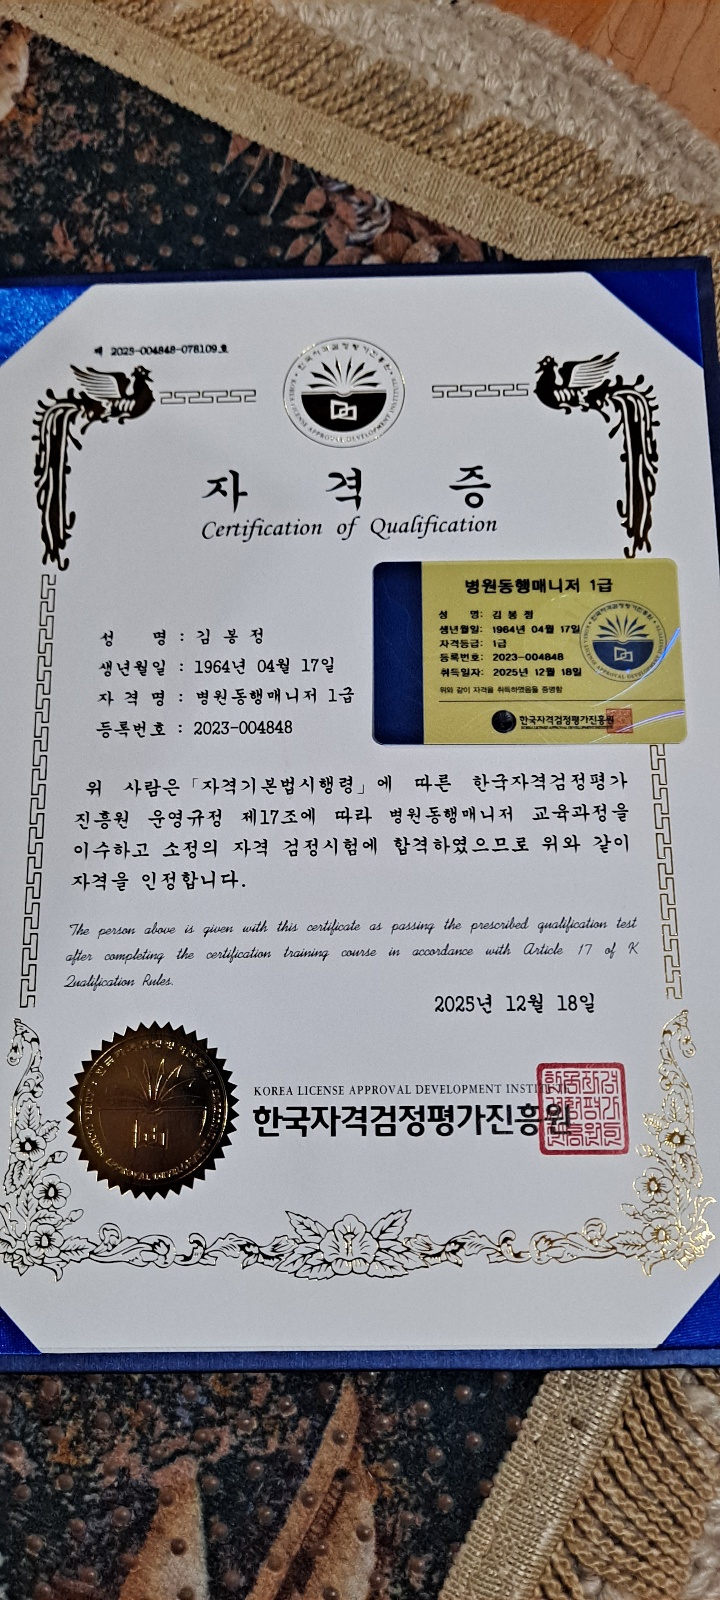 제 2025-004848-078109호
자 격 증
Certification of Qualification
성 명 : 김 봉 정
생년월일 : 1964년 04월 17일
자 격 명 : 병원동행매니저 1급
등록번호 : 2023-004848
병원동행매니저 1급
성 명: 김 봉 정
생년월일: 1964년 04월 17일
자격등급: 1급
등록번호: 2023-004848
취득일자: 2025년 12월 18일
위와 같이 자격을 취득하였음을 증명함
한국자격검정평가진흥원
KOREA LICENSE APPROVAL DEVELOPMENT INSTITUTE
위 사람은「자격기본법시행령」에 따른 한국자격검정평가
진흥원 운영규정 제17조에 따라 병원동행매니저 교육과정을
이수하고 소정의 자격 검정시험에 합격하였으므로 위와 같이
자격을 인정합니다.
The person above is given with this certificate as passing the prescribed qualification test
after completing the certification training course in accordance with Article 17 of K
Qualification Rules.
2025년 12월 18일
KOREA LICENSE APPROVAL DEVELOPMENT INSTITUTE
한국자격검정평가진흥원